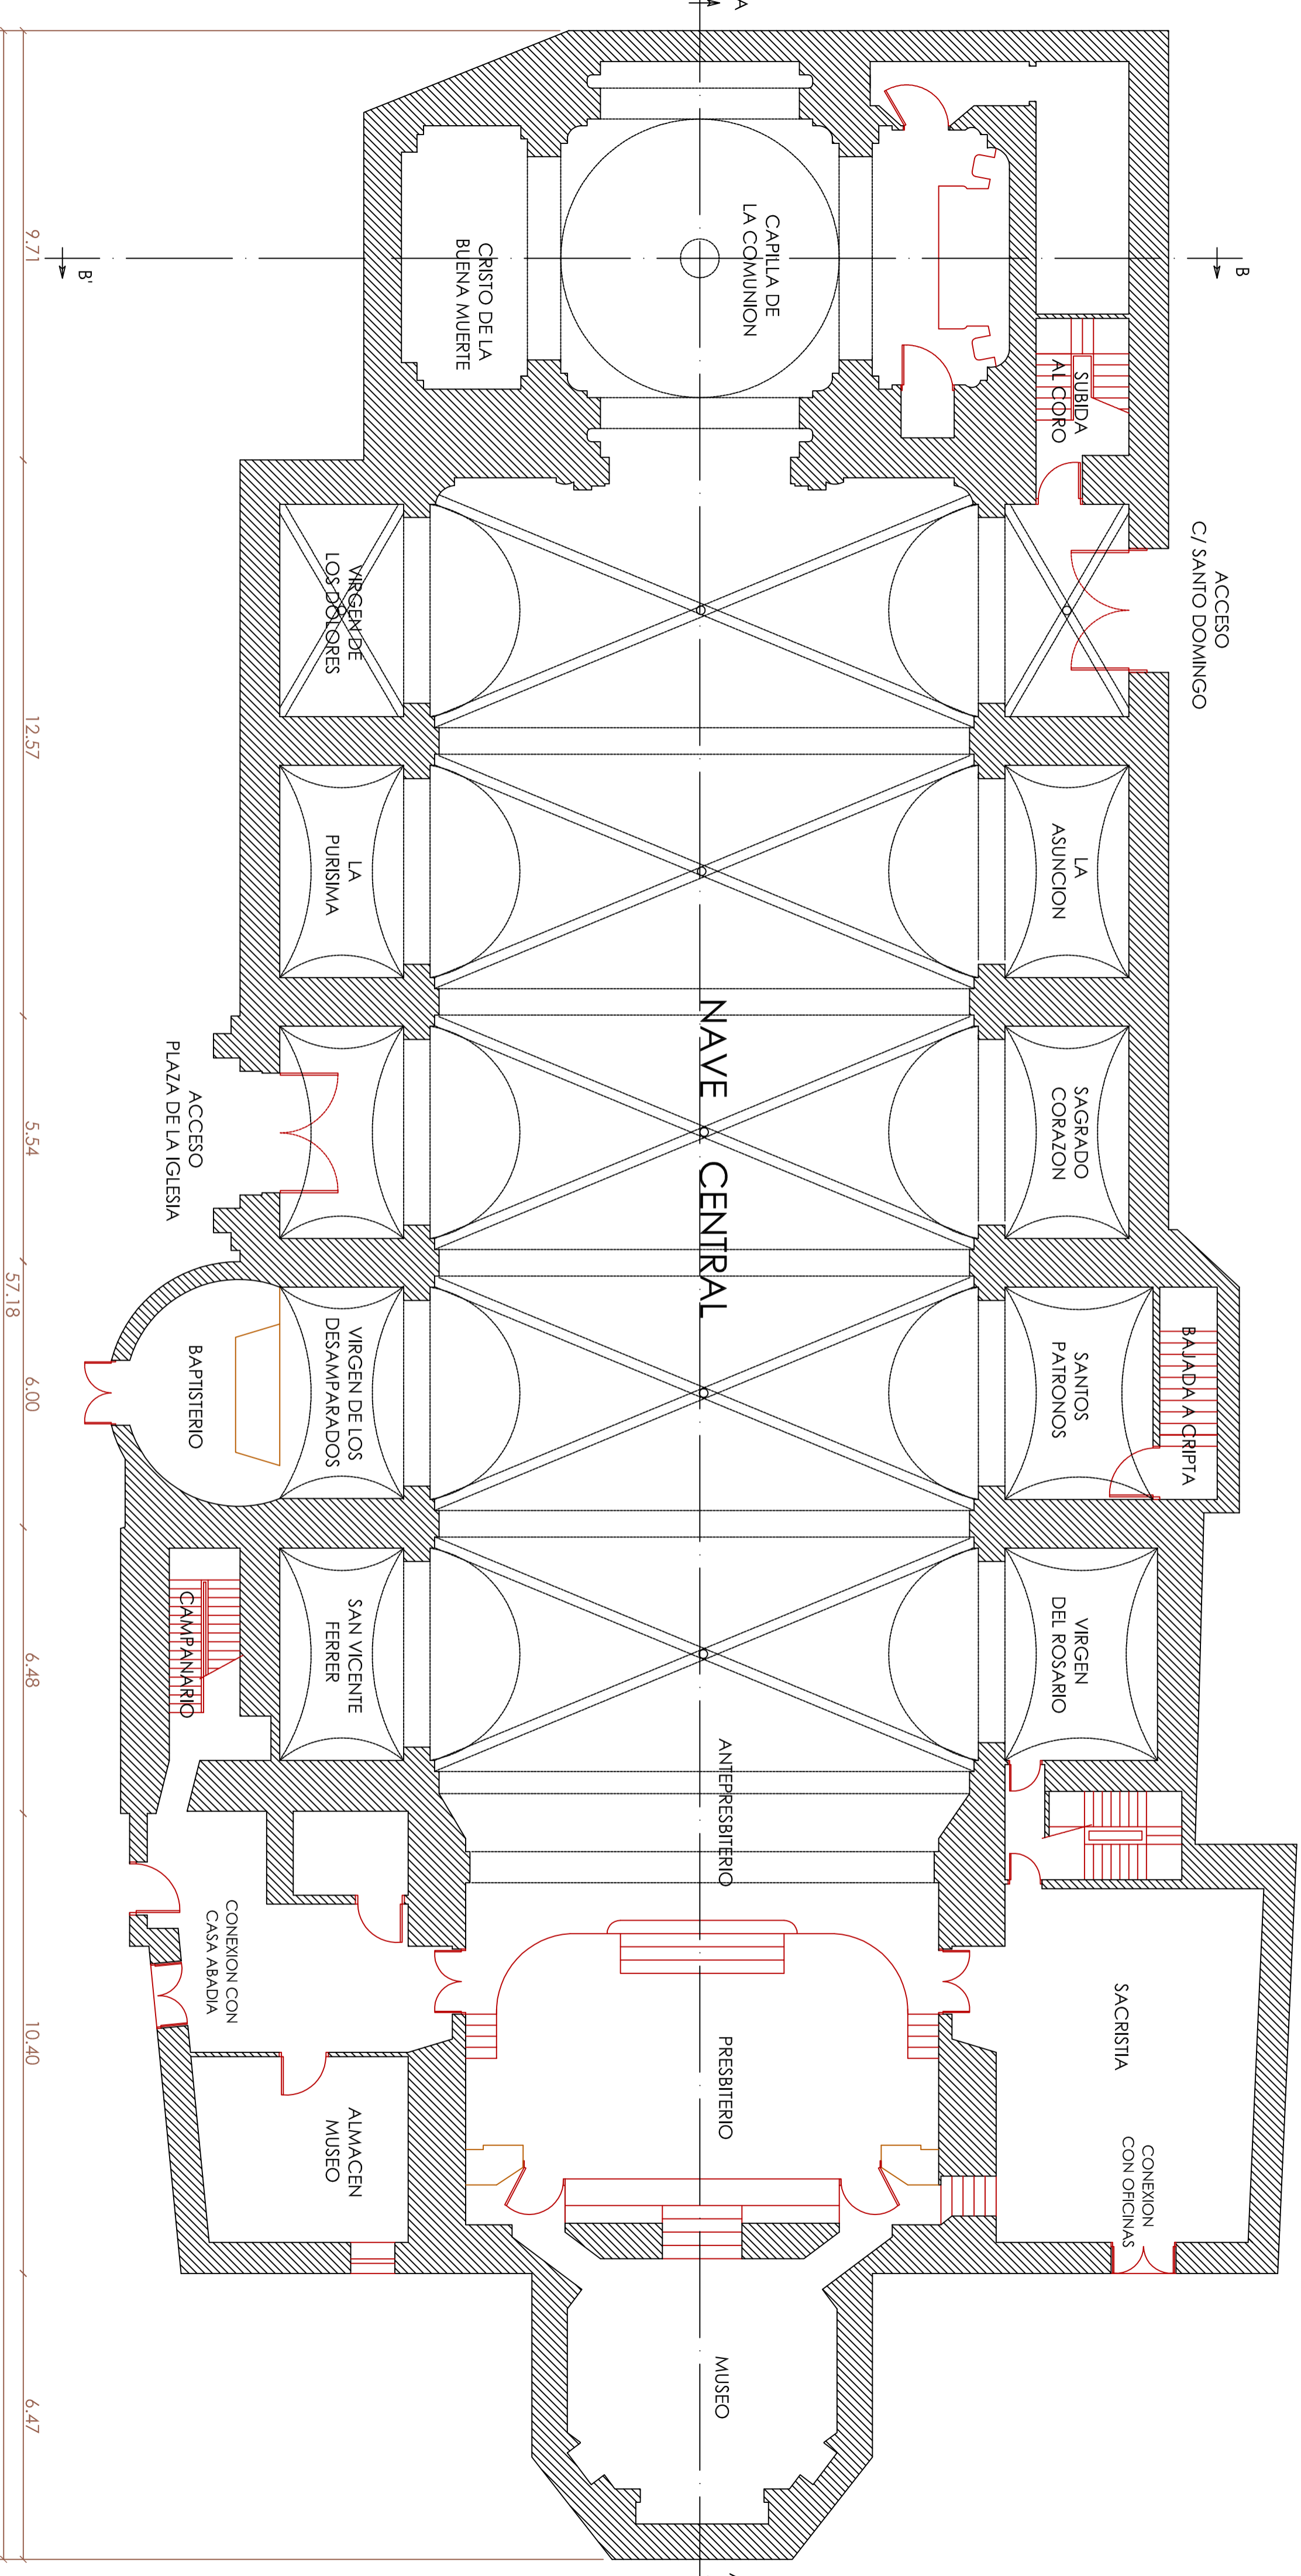 A
B
B'
ACCESO
C/ SANTO DOMINGO
SUBIDA
AL CORO
CAPILLA DE
LA COMUNION
CRISTO DE LA
BUENA MUERTE
VIRGEN DE
LOS DOLORES
LA
ASUNCION
LA
PURISIMA
SAGRADO
CORAZON
NAVE CENTRAL
ACCESO
PLAZA DE LA IGLESIA
BAJADA A CRIPTA
SANTOS
PATRONOS
VIRGEN DE LOS
DESAMPARADOS
BAPTISTERIO
VIRGEN
DEL ROSARIO
SAN VICENTE
FERRER
CAMPANARIO
ANTEPRESBITERIO
SACRISTIA
CONEXION
CON OFICINAS
PRESBITERIO
CONEXION CON
CASA ABADIA
ALMACEN
MUSEO
MUSEO
9.71
12.57
5.54
6.00
6.48
10.40
6.47
57.18